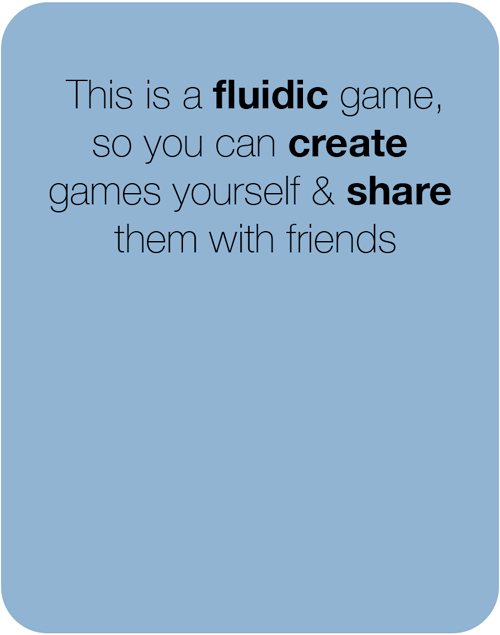 This is a fluidic game,
so you can create
games yourself & share
them with friends